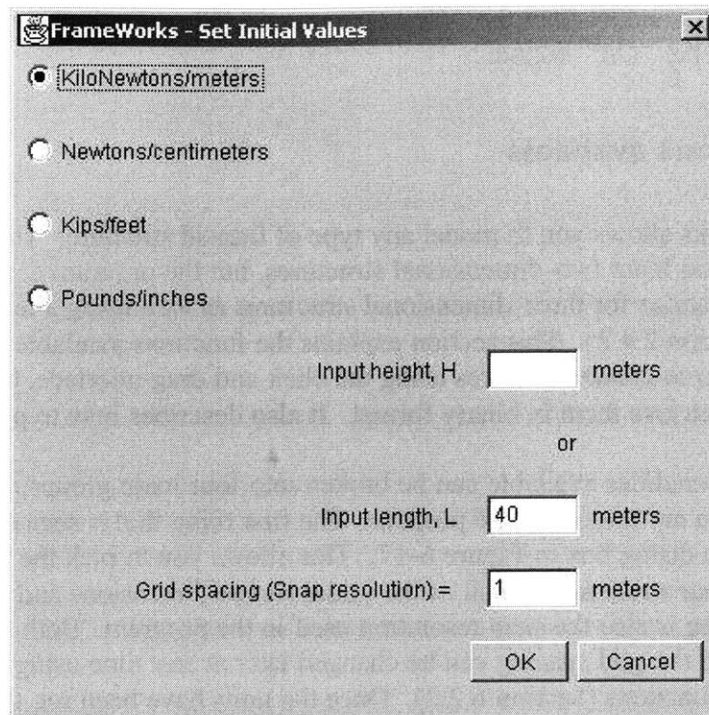 FrameWorks - Set Initial Values
KiloNewtons/meters
Newtons/centimeters
Kips/feet
Pounds/inches
Input height, H meters
or
Input length, L 40 meters
Grid spacing (Snap resolution) = 1 meters
OK Cancel